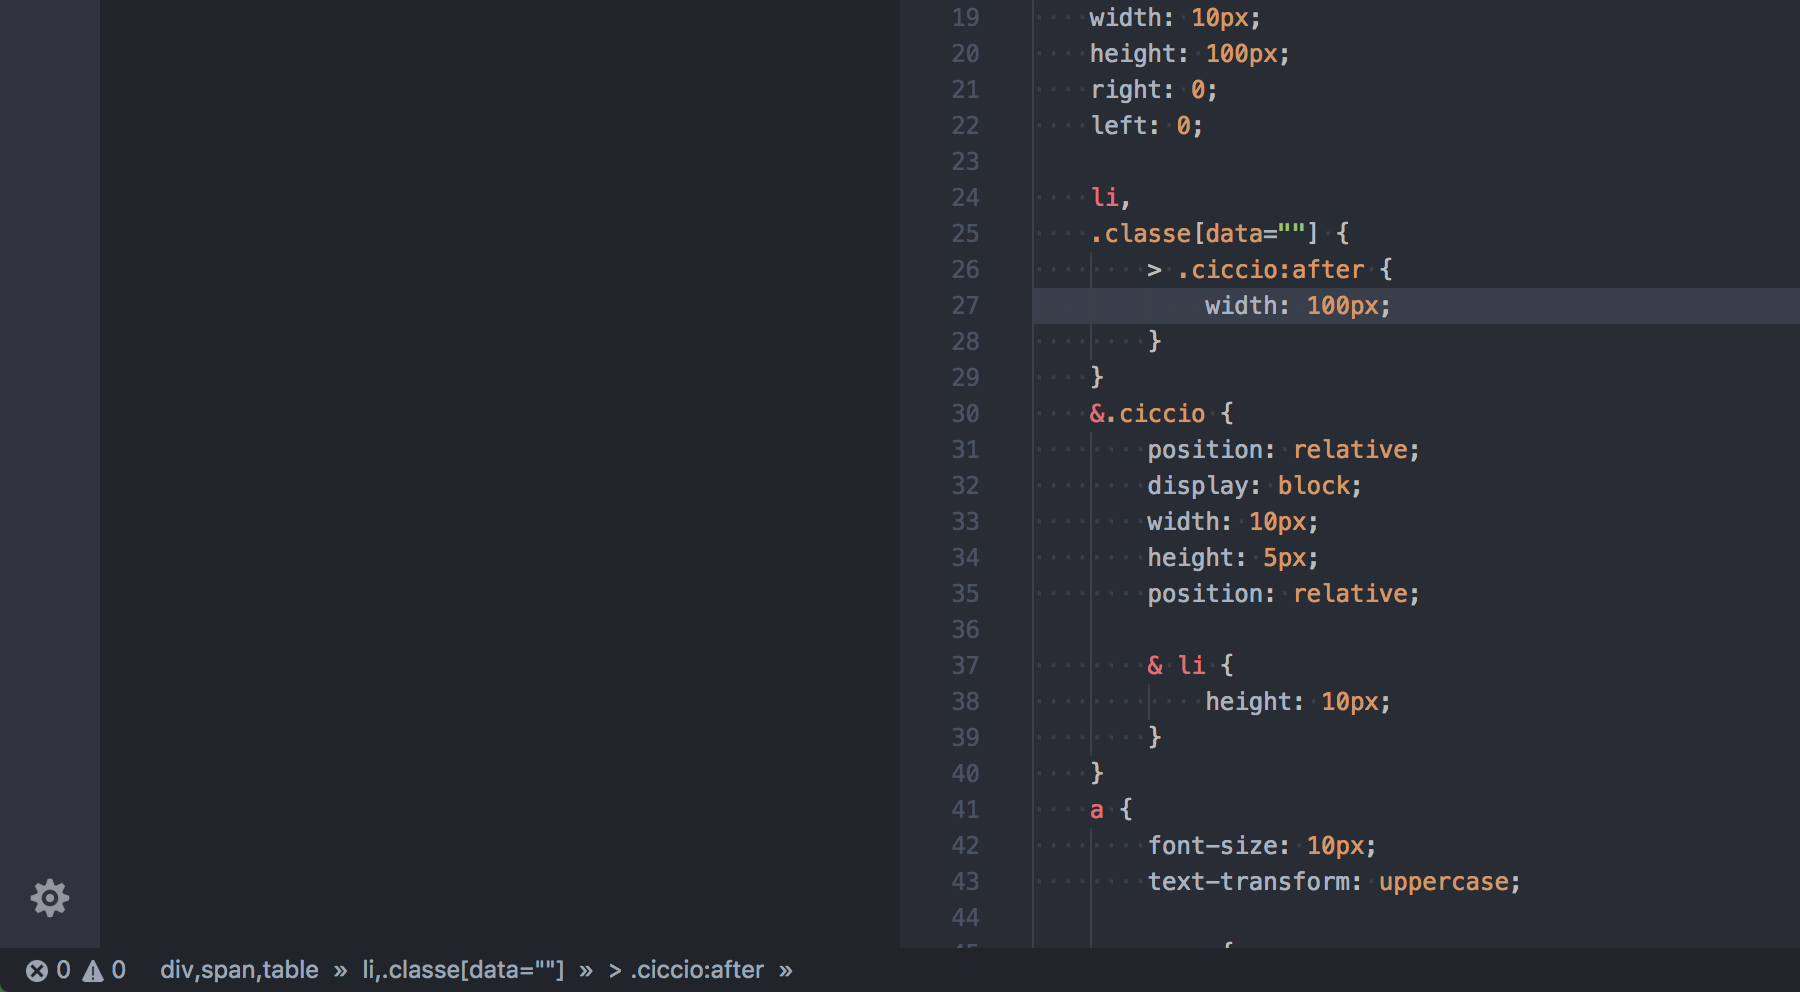 19 width: 10px;
20 height: 100px;
21 right: 0;
22 left: 0;
23
24 li,
25 .classe[data=""] {
26 > .ciccio:after {
27 width: 100px;
28 }
29 }
30 &.ciccio {
31 position: relative;
32 display: block;
33 width: 10px;
34 height: 5px;
35 position: relative;
36
37 & li {
38 height: 10px;
39 }
40 }
41 a {
42 font-size: 10px;
43 text-transform: uppercase;
44
0 0 div,span,table » li,.classe[data=""] » > .ciccio:after »